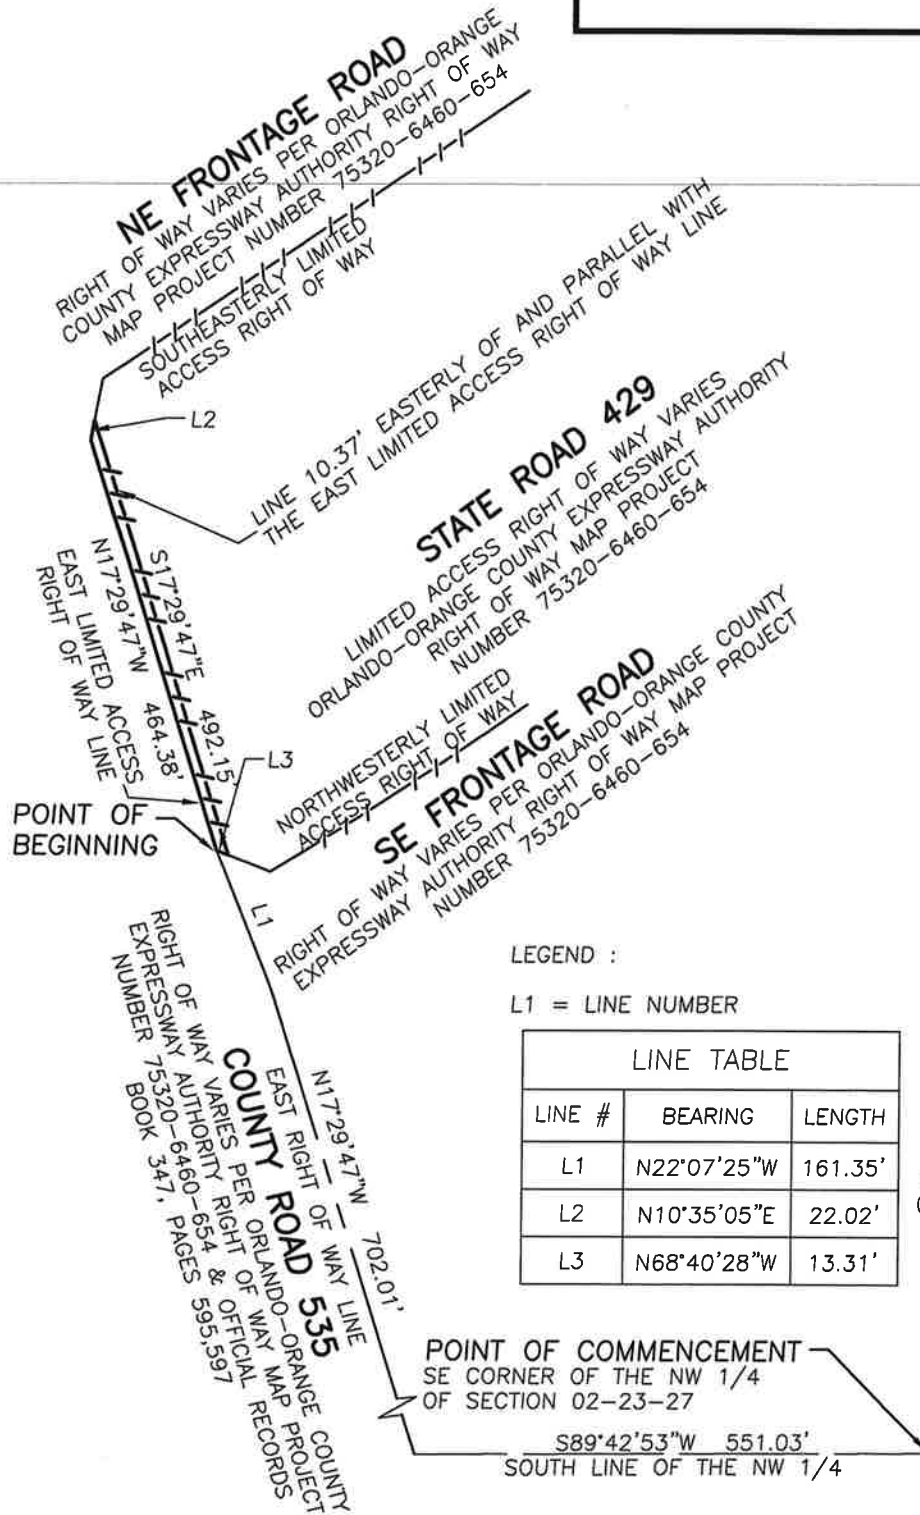 NE FRONTAGE ROAD
RIGHT OF WAY VARIES PER ORLANDO-ORANGE
COUNTY EXPRESSWAY AUTHORITY RIGHT OF WAY
MAP PROJECT NUMBER 75320-6460-654
SOUTHEASTERLY LIMITED
ACCESS RIGHT OF WAY
L2
LINE 10.37' EASTERLY OF AND PARALLEL WITH
THE EAST LIMITED ACCESS RIGHT OF WAY LINE
STATE ROAD 429
LIMITED ACCESS RIGHT OF WAY VARIES
ORLANDO-ORANGE COUNTY EXPRESSWAY AUTHORITY
RIGHT OF WAY MAP PROJECT
NUMBER 75320-6460-654
S17°29'47"E 492.15'
N17°29'47"W 464.38'
EAST LIMITED ACCESS
RIGHT OF WAY LINE
L3
NORTHWESTERLY LIMITED
ACCESS RIGHT OF WAY
SE FRONTAGE ROAD
RIGHT OF WAY VARIES PER ORLANDO-ORANGE COUNTY
EXPRESSWAY AUTHORITY RIGHT OF WAY MAP PROJECT
NUMBER 75320-6460-654
POINT OF
BEGINNING
L1
N17°29'47"W 702.01'
EAST RIGHT OF WAY LINE
COUNTY ROAD 535
RIGHT OF WAY VARIES PER ORLANDO-ORANGE COUNTY
EXPRESSWAY AUTHORITY RIGHT OF WAY MAP PROJECT
NUMBER 75320-6460-654 & OFFICIAL RECORDS
BOOK 347, PAGES 595,597
LEGEND :
L1 = LINE NUMBER
LINE TABLE
LINE # BEARING LENGTH
L1 N22°07'25"W 161.35'
L2 N10°35'05"E 22.02'
L3 N68°40'28"W 13.31'
POINT OF COMMENCEMENT
SE CORNER OF THE NW 1/4
OF SECTION 02-23-27
S89°42'53"W 551.03'
SOUTH LINE OF THE NW 1/4